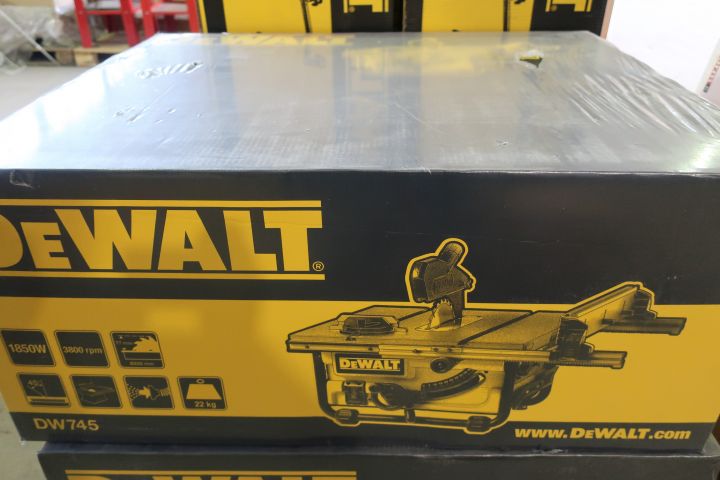 DEWALT®
1850W
3800 rpm
DEWALT
22 kg
DW745
www.DEWALT.com